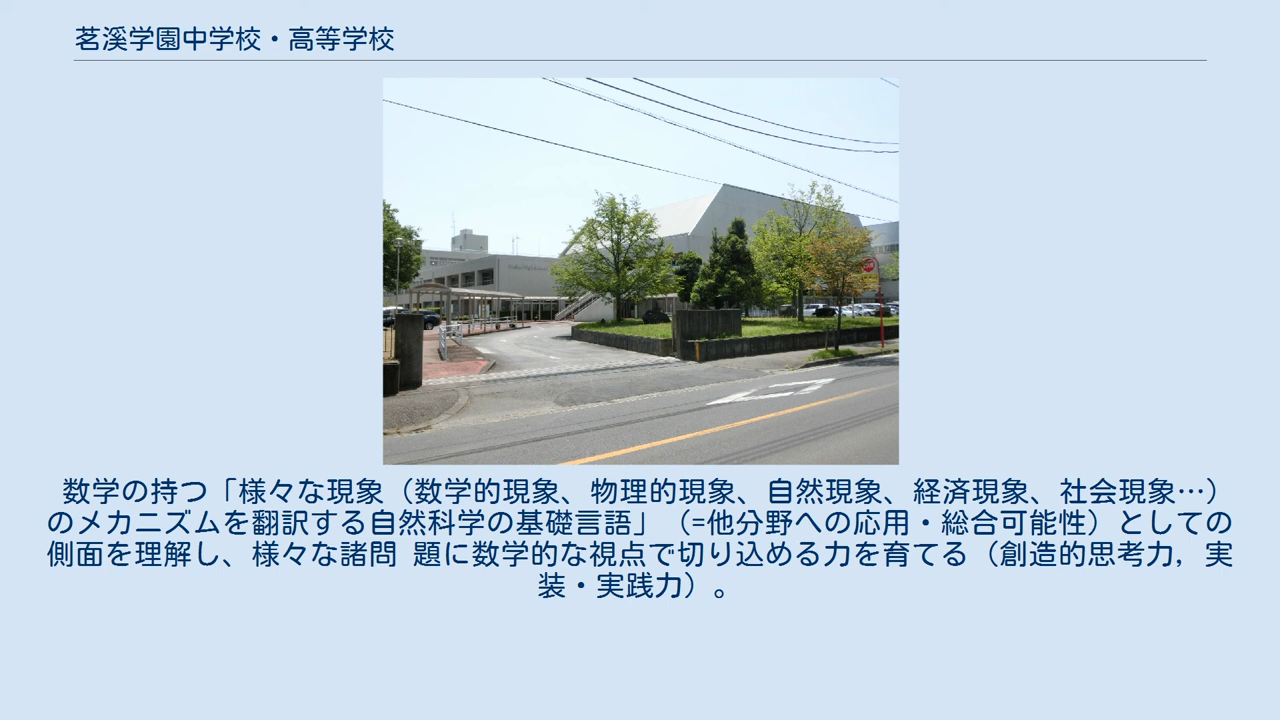 茗溪学園中学校・高等学校
数学の持つ「様々な現象（数学的現象、物理的現象、自然現象、経済現象、社会現象…）
のメカニズムを翻訳する自然科学の基礎言語」（=他分野への応用・総合可能性）としての
側面を理解し、様々な諸問 題に数学的な視点で切り込める力を育てる（創造的思考力，実
装・実践力）。